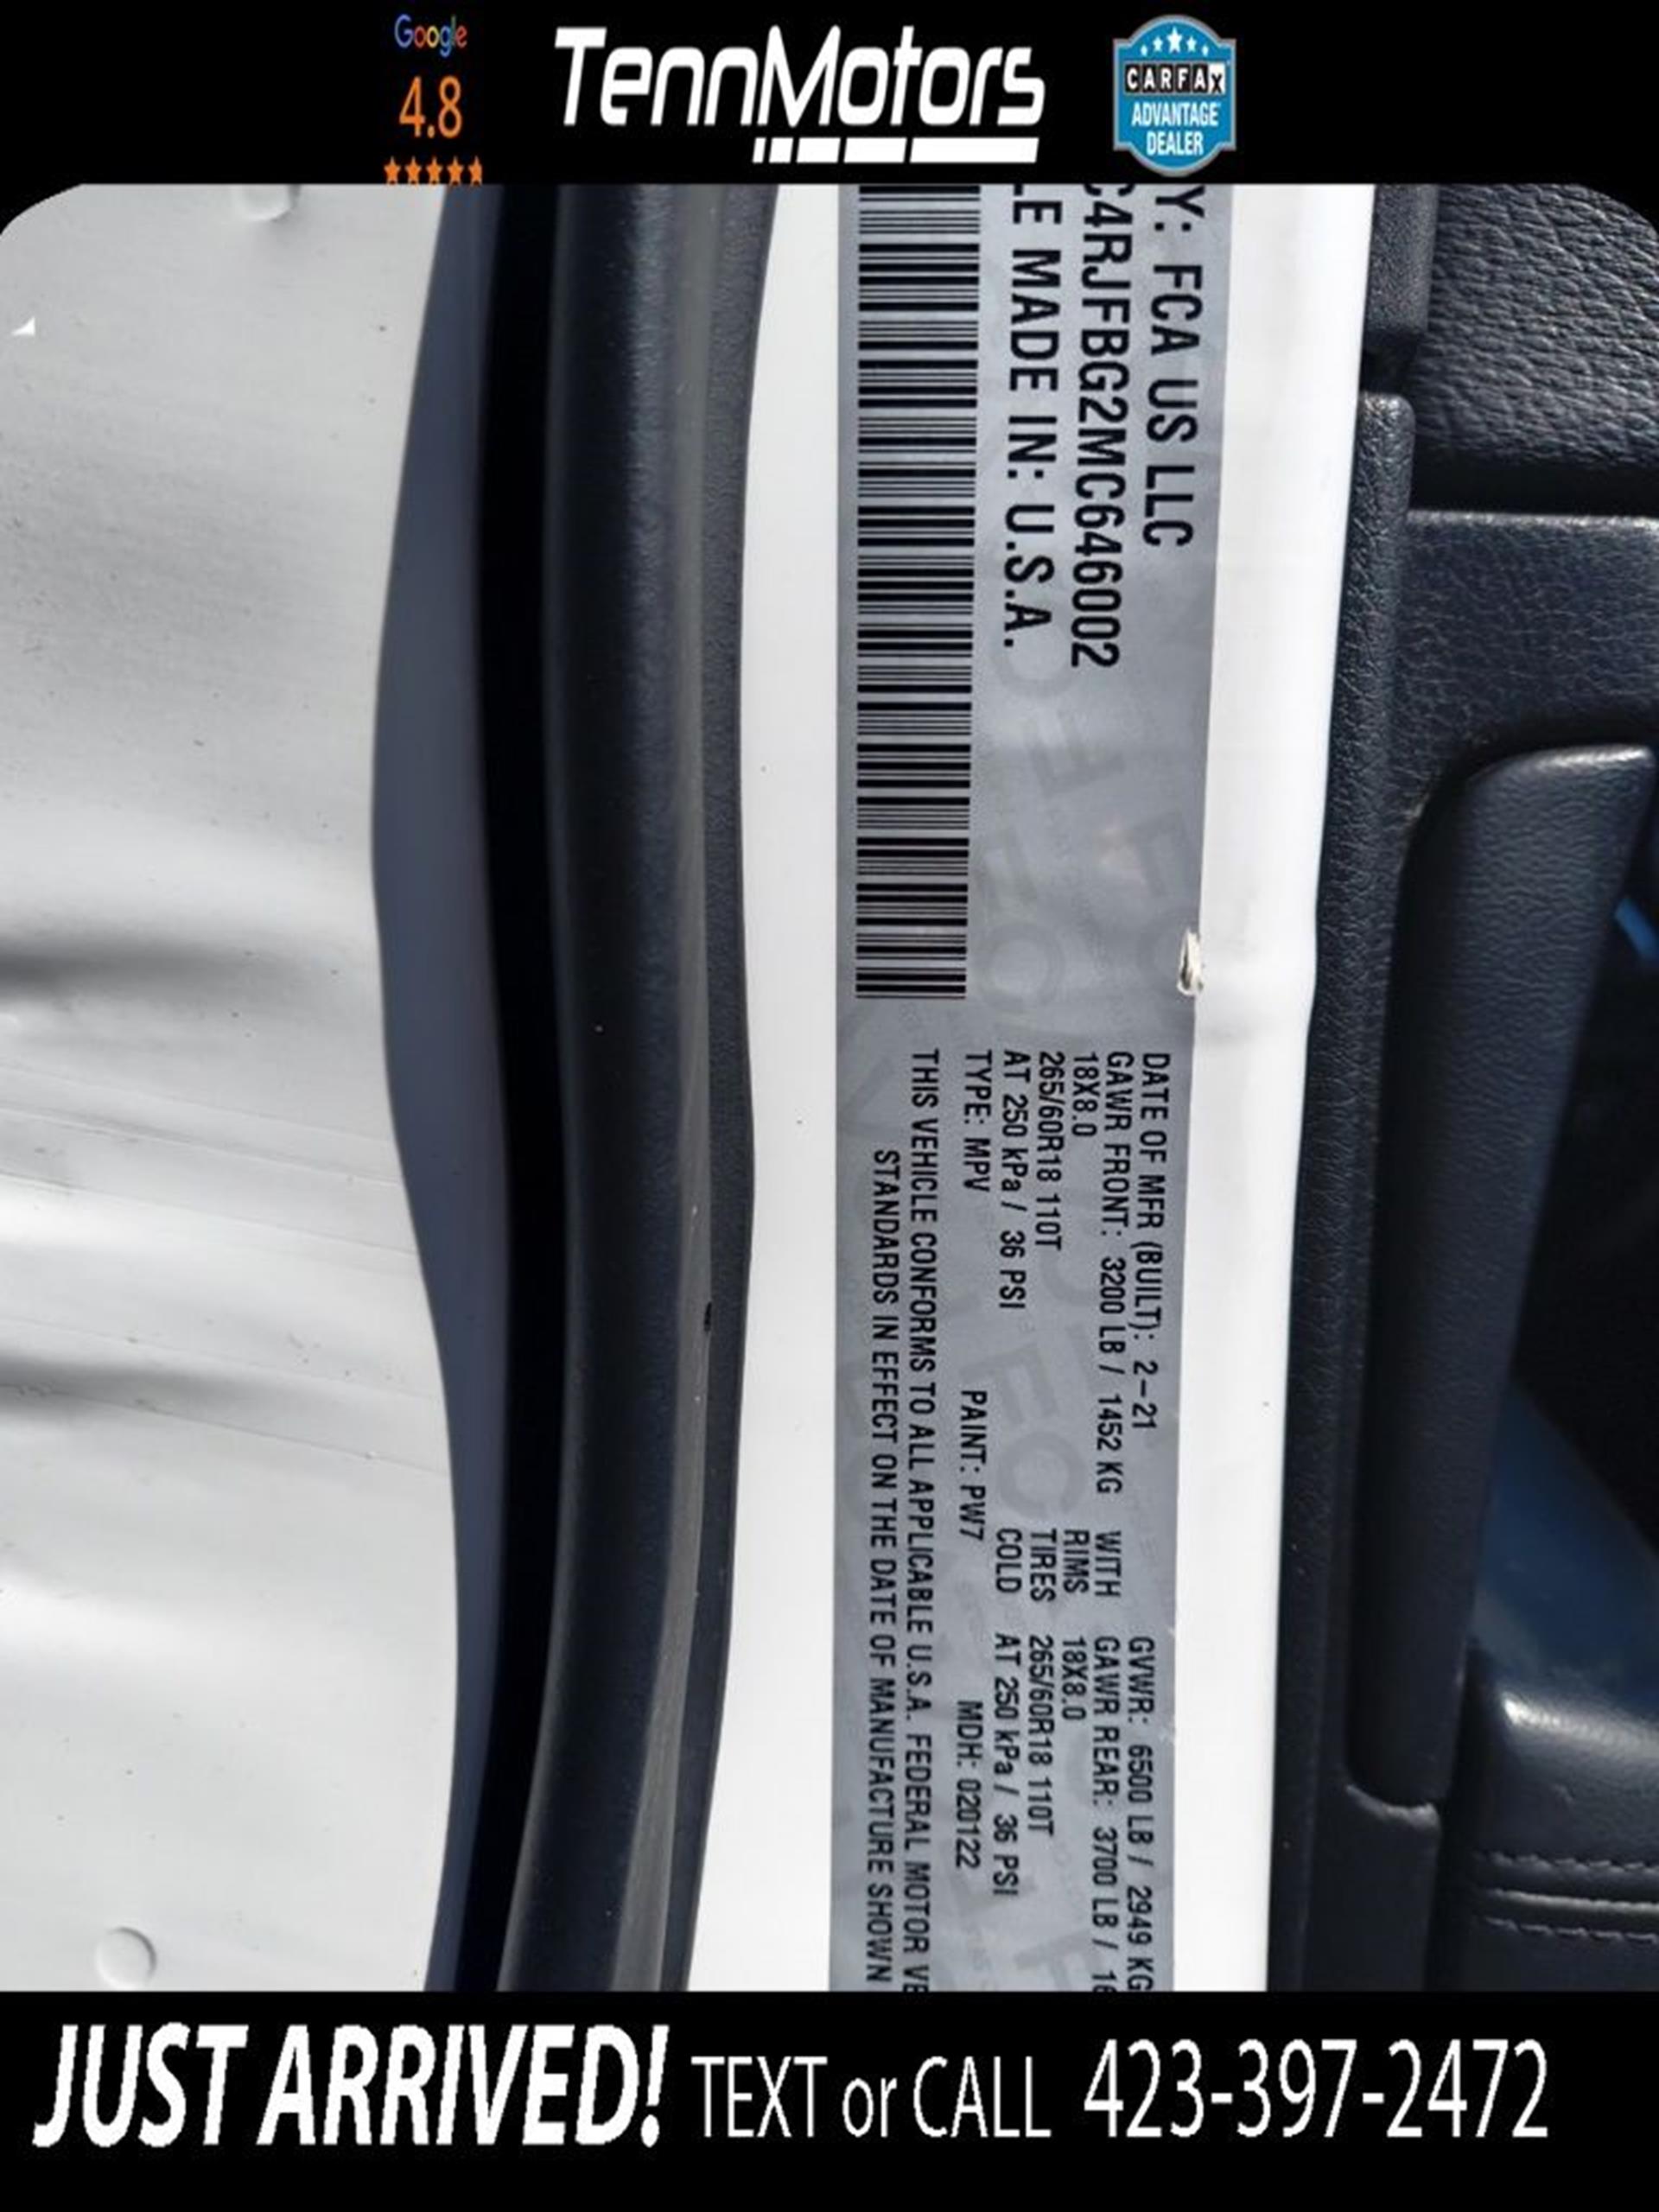 Google
4.8
TennMotors
CARFAX
ADVANTAGE
DEALER
Y: FCA US LLC
C4RJFBG2MC646002
LE MADE IN: U.S.A.
DATE OF MFR (BUILT): 2-21 GVWR: 6500 LB / 2949 KG
GAWR FRONT: 3200 LB / 1452 KG WITH GAWR REAR: 3700 LB /
18X8.0 RIMS 18X8.0
265/60R18 110T TIRES 265/60R18 110T
AT 250 kPa / 36 PSI COLD AT 250 kPa / 36 PSI
TYPE: MPV PAINT: PW7 MDH: 020122
THIS VEHICLE CONFORMS TO ALL APPLICABLE U.S.A. FEDERAL MOTOR VE
STANDARDS IN EFFECT ON THE DATE OF MANUFACTURE SHOWN
JUST ARRIVED! TEXT or CALL 423-397-2472